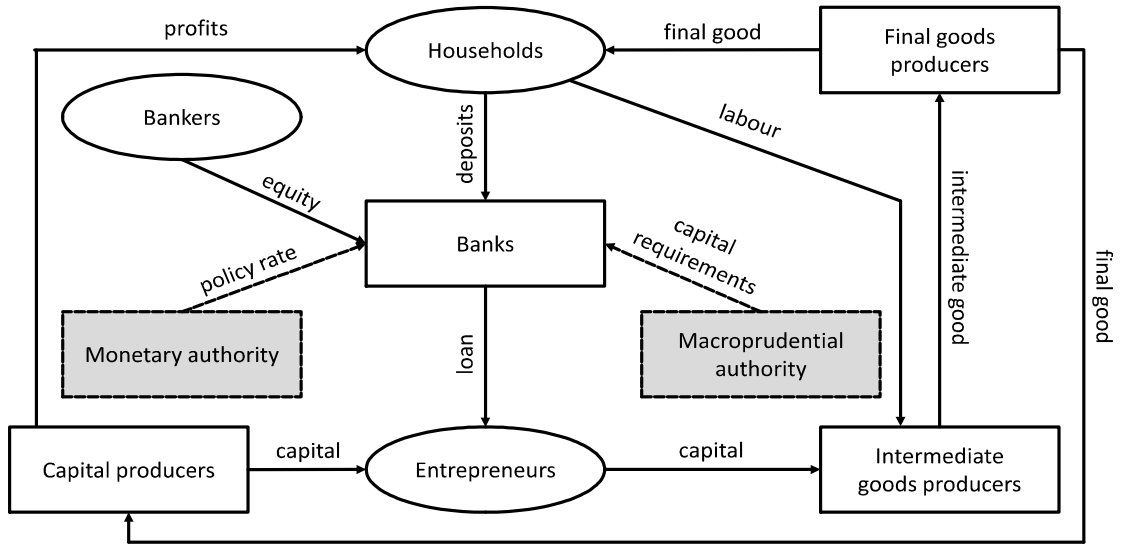 profits
Households
final good
Final goods
producers
Bankers
deposits
labour
equity
Banks
capital
requirements
policy rate
intermediate good
final good
Monetary authority
loan
Macroprudential
authority
Capital producers
capital
Entrepreneurs
capital
Intermediate
goods producers